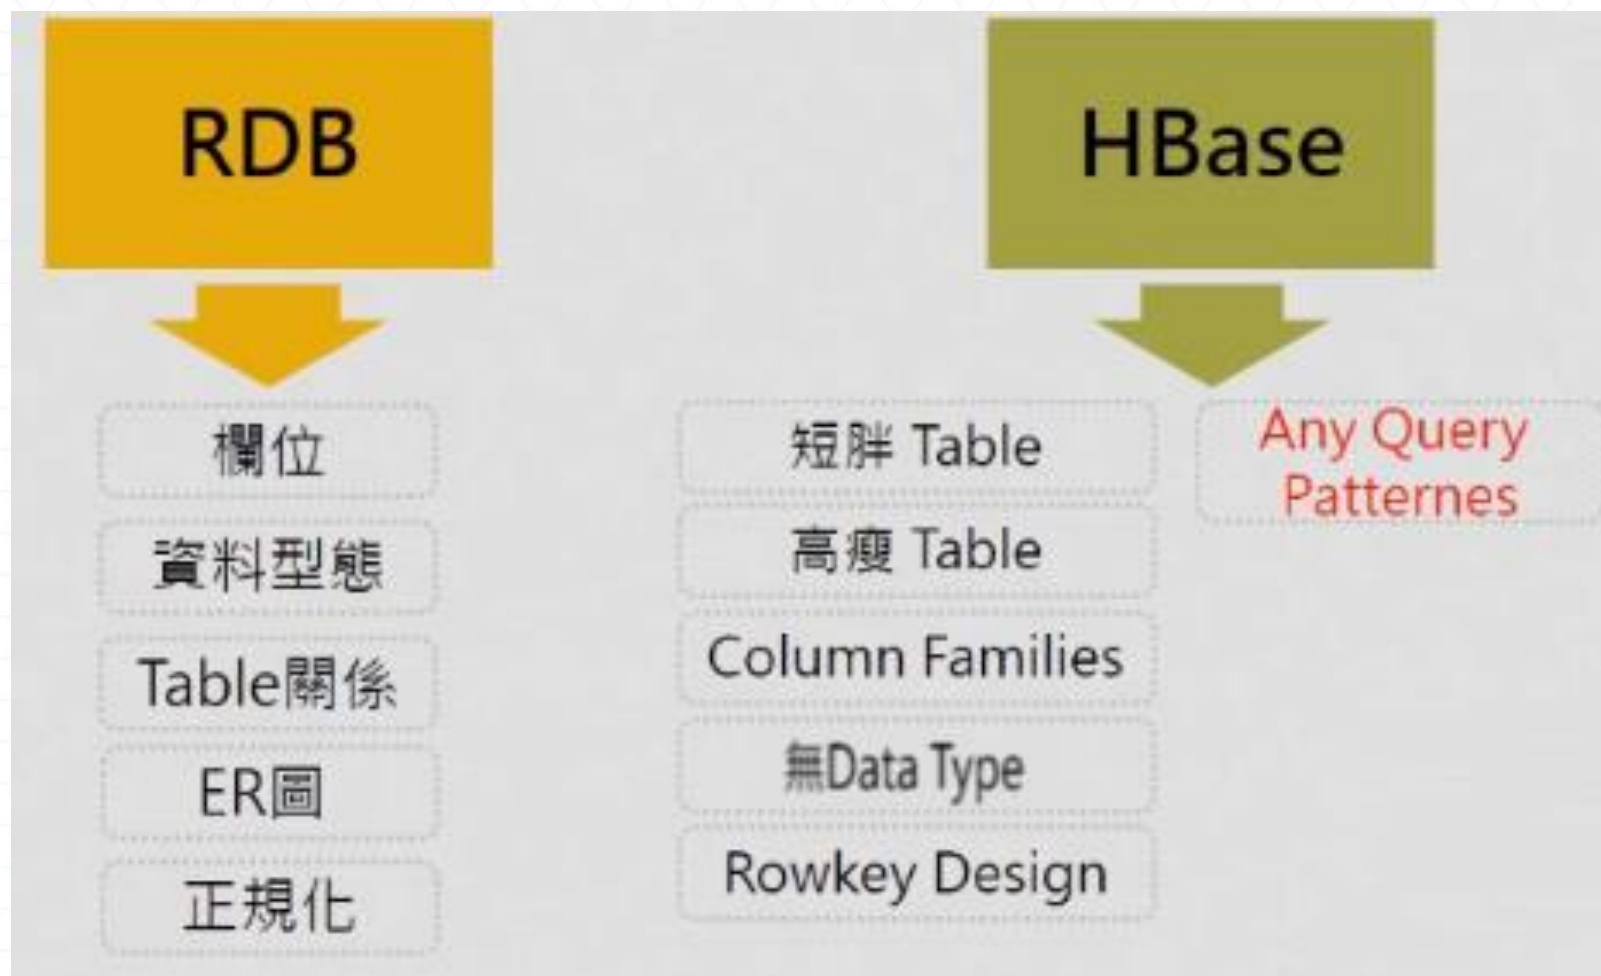 RDB
欄位
資料型態
Table關係
ER圖
正規化
HBase
短胖 Table
高瘦 Table
Column Families
無Data Type
Rowkey Design
Any Query
Patternes